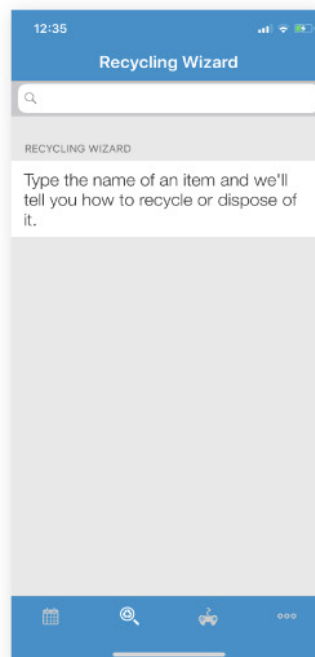 12:35
Recycling Wizard
RECYCLING WIZARD
Type the name of an item and we'll
tell you how to recycle or dispose of
it.